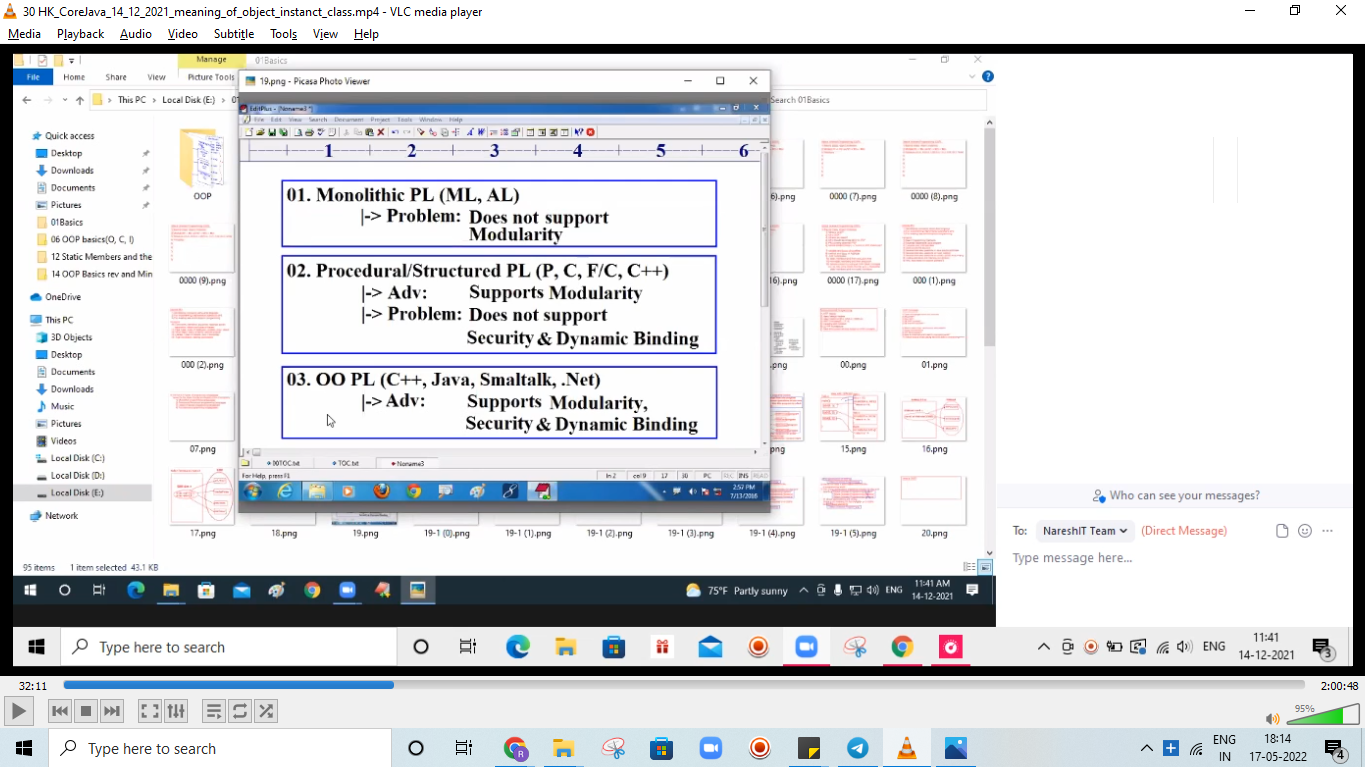 30 HK_CoreJava_14_12_2021_meaning_of_object_instanct_class.mp4 - VLC media player
Media Playback Audio Video Subtitle Tools View Help
Manage 01Basics
File Home Share View Picture Tools
This PC > Local Disk (E:) >
Search 01Basics
19.png - Picasa Photo Viewer
EditPlus - [Noname3 *]
File Edit View Search Document Project Tools Window Help
1 2 3 4 5 6
01. Monolithic PL (ML, AL)
|-> Problem: Does not support
Modularity
02. Procedural/Structured PL (P, C, F/C, C++)
|-> Adv: Supports Modularity
|-> Problem: Does not support
Security & Dynamic Binding
03. OO PL (C++, Java, Smaltalk, .Net)
|-> Adv: Supports Modularity,
Security & Dynamic Binding
00TOC.txt TOC.txt Noname3
For Help, press F1 ln 2 col 9 17 30 PC INS
2:57 PM
7/13/2016
Quick access
Desktop
Downloads
Documents
Pictures
01Basics
06 OOP basics(O, C, I)
12 Static Members and the
14 OOP Basics rev and Min
OneDrive
This PC
3D Objects
Desktop
Documents
Downloads
Music
Pictures
Videos
Local Disk (C:)
Local Disk (D:)
Local Disk (E:)
Network
OOP
0000 (7).png 0000 (8).png
0000 (9).png 000 (1).png
000 (2).png 00.png 01.png
07.png 15.png 16.png
17.png 18.png 19.png 19-1 (0).png 19-1 (1).png 19-1 (2).png 19-1 (3).png 19-1 (4).png 19-1 (5).png 20.png
95 items 1 item selected 43.1 KB
75°F Partly sunny ENG 11:41 AM
14-12-2021
Who can see your messages?
To: NareshIT Team (Direct Message)
Type message here...
Type here to search ENG 11:41
14-12-2021 3
32:11 2:00:48
95%
Type here to search ENG 18:14
IN 17-05-2022 4